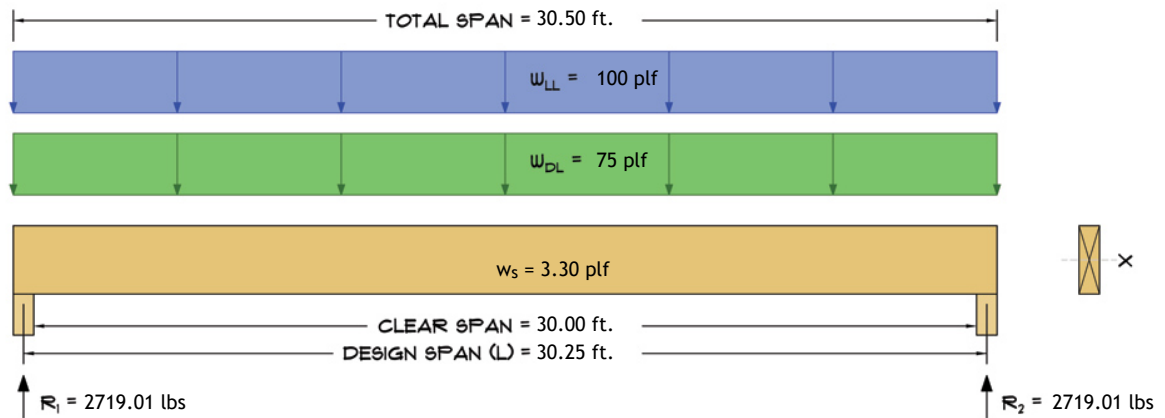 TOTAL SPAN = 30.50 ft.
WLL = 100 plf
WDL = 75 plf
ws = 3.30 plf
X
CLEAR SPAN = 30.00 ft.
DESIGN SPAN (L) = 30.25 ft.
R1 = 2719.01 lbs
R2 = 2719.01 lbs